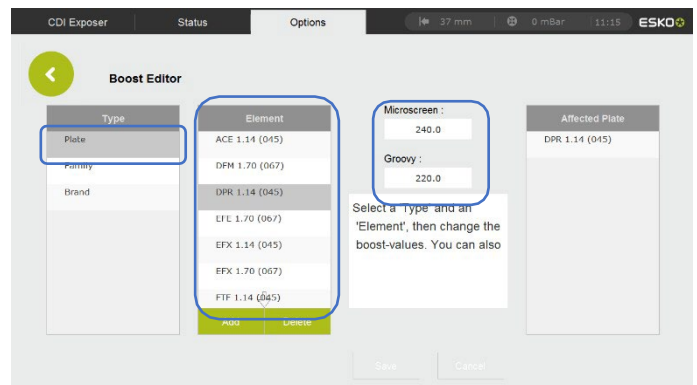 CDI Exposer
Status
Options
37 mm
0 mBar
11:15
ESKO
Boost Editor
Type
Plate
Family
Brand
Element
ACE 1.14 (045)
DFM 1.70 (067)
DPR 1.14 (045)
EFE 1.70 (067)
EFX 1.14 (045)
EFX 1.70 (067)
FTF 1.14 (045)
Add
Delete
Microscreen :
240.0
Groovy :
220.0
Select a 'Type' and an
'Element', then change the
boost-values. You can also
Affected Plate
DPR 1.14 (045)
Save
Cancel